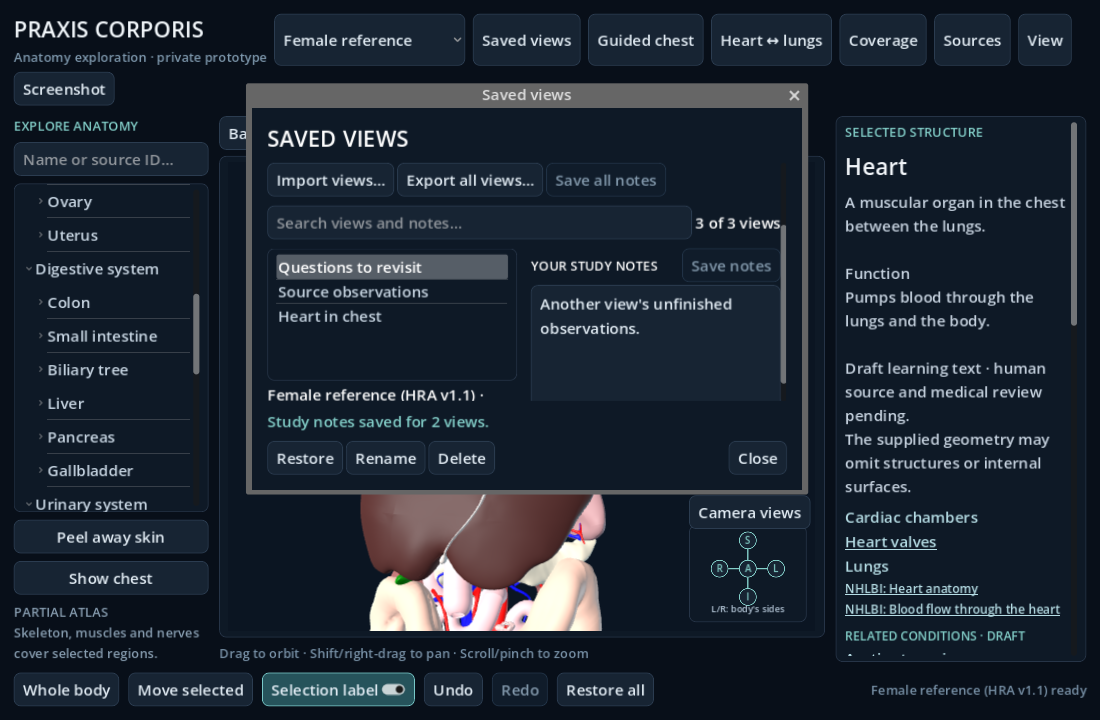 PRAXIS CORPORIS
Anatomy exploration · private prototype
Female reference
Saved views
Guided chest
Heart ↔ lungs
Coverage
Sources
View
Screenshot
EXPLORE ANATOMY
Name or source ID...
Ovary
Uterus
Digestive system
Colon
Small intestine
Biliary tree
Liver
Pancreas
Gallbladder
Urinary system
Peel away skin
Show chest
PARTIAL ATLAS
Skeleton, muscles and nerves
cover selected regions.
Ba
Saved views
SAVED VIEWS
Import views...
Export all views...
Save all notes
Search views and notes...
3 of 3 views
Questions to revisit
Source observations
Heart in chest
YOUR STUDY NOTES
Save notes
Another view's unfinished
observations.
Female reference (HRA v1.1) ·
Study notes saved for 2 views.
Restore
Rename
Delete
Close
Camera views
S
R
A
L
I
L/R: body's sides
Drag to orbit · Shift/right-drag to pan · Scroll/pinch to zoom
SELECTED STRUCTURE
Heart
A muscular organ in the chest
between the lungs.
Function
Pumps blood through the
lungs and the body.
Draft learning text · human
source and medical review
pending.
The supplied geometry may
omit structures or internal
surfaces.
Cardiac chambers
Heart valves
Lungs
NHLBI: Heart anatomy
NHLBI: Blood flow through the heart
RELATED CONDITIONS · DRAFT
Whole body
Move selected
Selection label
Undo
Redo
Restore all
Female reference (HRA v1.1) ready